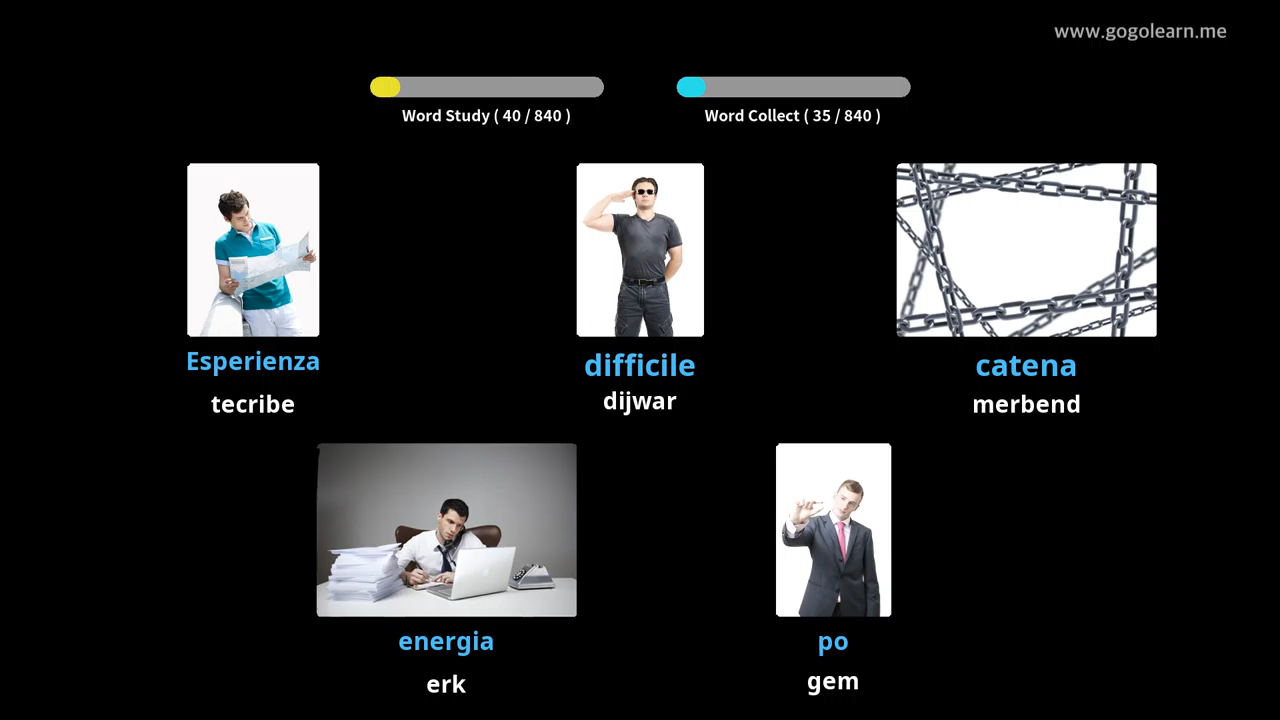 www.gogolearn.me
Word Study ( 40 / 840 )
Word Collect ( 35 / 840 )
Esperienza
tecribe
difficile
dijwar
catena
merbend
energia
erk
po
gem